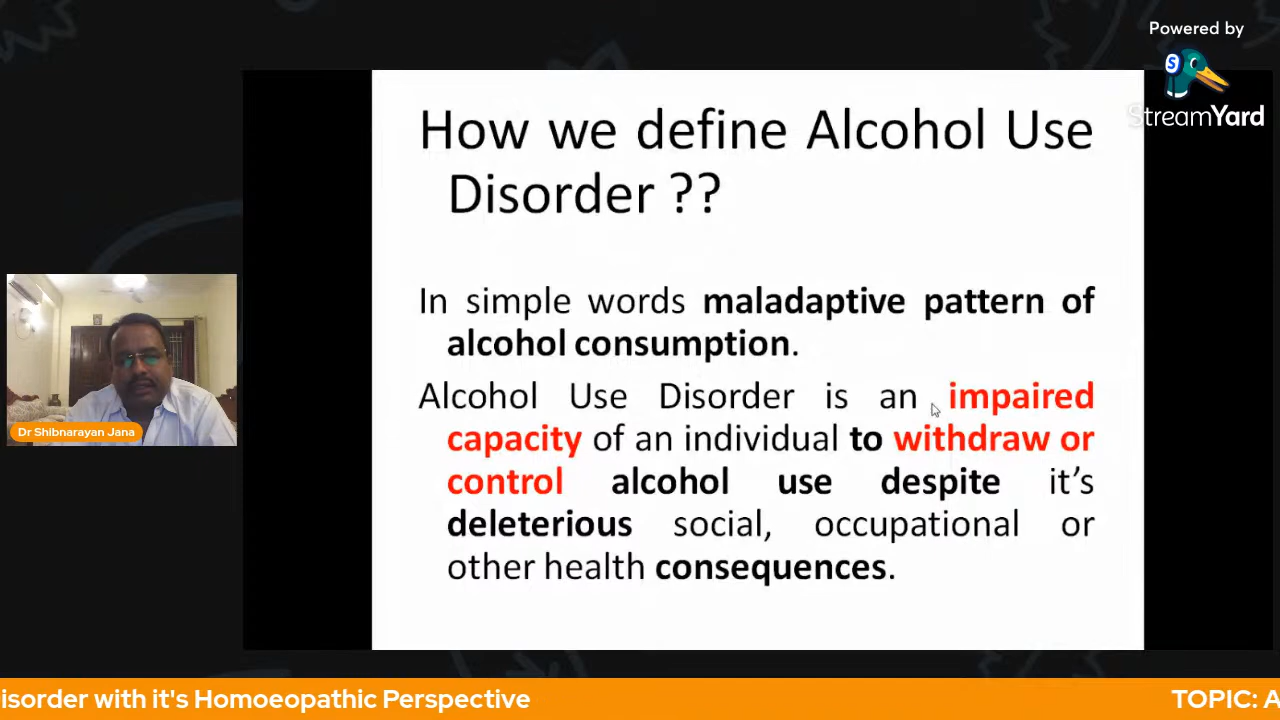 Powered by
S
StreamYard
How we define Alcohol Use
Disorder ??
In simple words maladaptive pattern of
alcohol consumption.
Alcohol Use Disorder is an impaired
capacity of an individual to withdraw or
control alcohol use despite it’s
deleterious social, occupational or
other health consequences.
Dr Shibnarayan Jana
isorder with it's Homoeopathic Perspective
TOPIC: A